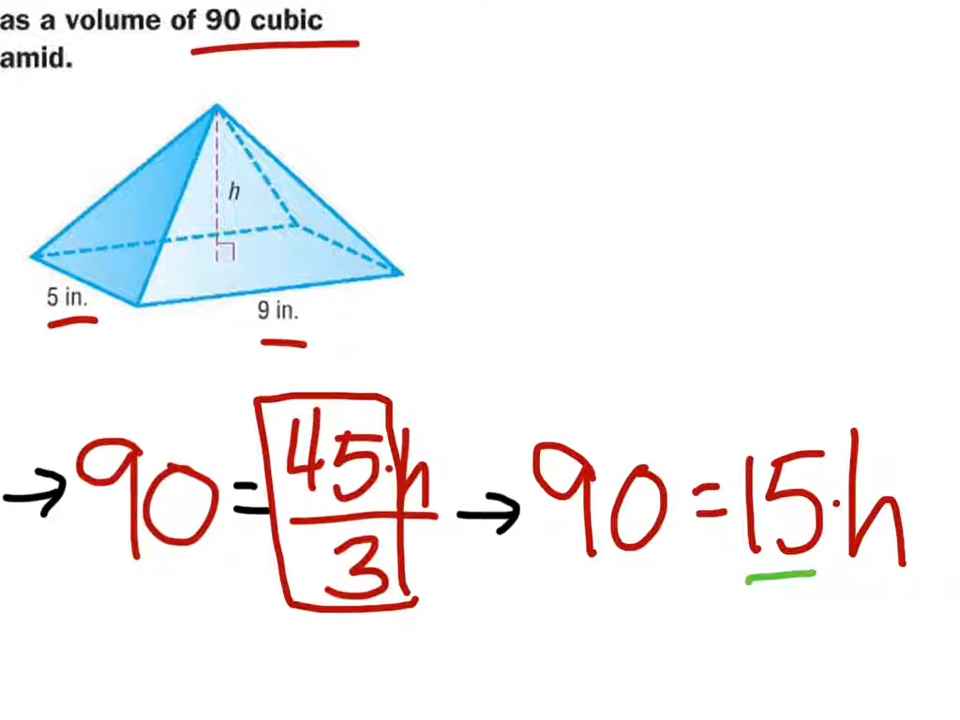 as a volume of 90 cubic
amid.
h
5 in.
9 in.
→ 90 = 45·h / 3 → 90 = 15·h